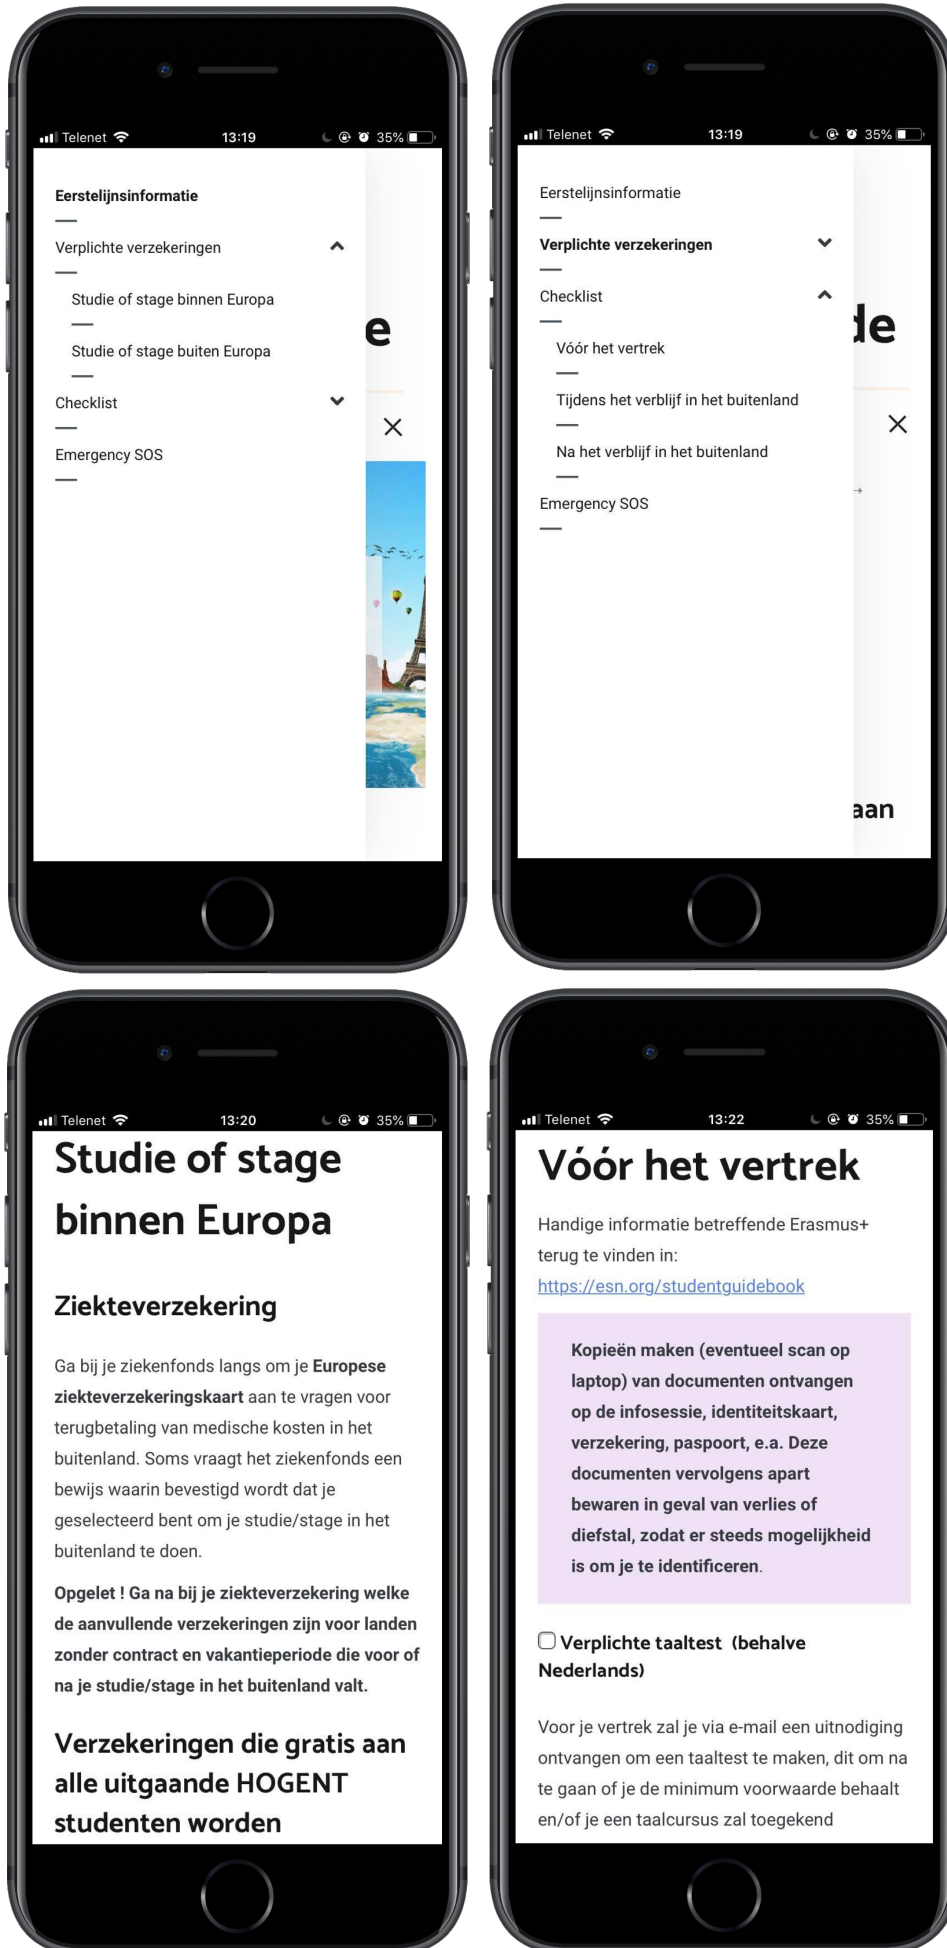 Telenet 13:19 35%
Eerstelijnsinformatie
Verplichte verzekeringen
Studie of stage binnen Europa
Studie of stage buiten Europa
Checklist
Emergency SOS
e
Telenet 13:19 35%
Eerstelijnsinformatie
Verplichte verzekeringen
Checklist
Vóór het vertrek
Tijdens het verblijf in het buitenland
Na het verblijf in het buitenland
Emergency SOS
de
→
aan
Telenet 13:20 35%
Studie of stage
binnen Europa
Ziekteverzekering
Ga bij je ziekenfonds langs om je Europese
ziekteverzekeringskaart aan te vragen voor
terugbetaling van medische kosten in het
buitenland. Soms vraagt het ziekenfonds een
bewijs waarin bevestigd wordt dat je
geselecteerd bent om je studie/stage in het
buitenland te doen.
Opgelet ! Ga na bij je ziekteverzekering welke
de aanvullende verzekeringen zijn voor landen
zonder contract en vakantieperiode die voor of
na je studie/stage in het buitenland valt.
Verzekeringen die gratis aan
alle uitgaande HOGENT
studenten worden
Telenet 13:22 35%
Vóór het vertrek
Handige informatie betreffende Erasmus+
terug te vinden in:
https://esn.org/studentguidebook
Kopieën maken (eventueel scan op
laptop) van documenten ontvangen
op de infosessie, identiteitskaart,
verzekering, paspoort, e.a. Deze
documenten vervolgens apart
bewaren in geval van verlies of
diefstal, zodat er steeds mogelijkheid
is om je te identificeren.
Verplichte taaltest (behalve
Nederlands)
Voor je vertrek zal je via e-mail een uitnodiging
ontvangen om een taaltest te maken, dit om na
te gaan of je de minimum voorwaarde behaalt
en/of je een taalcursus zal toegekend